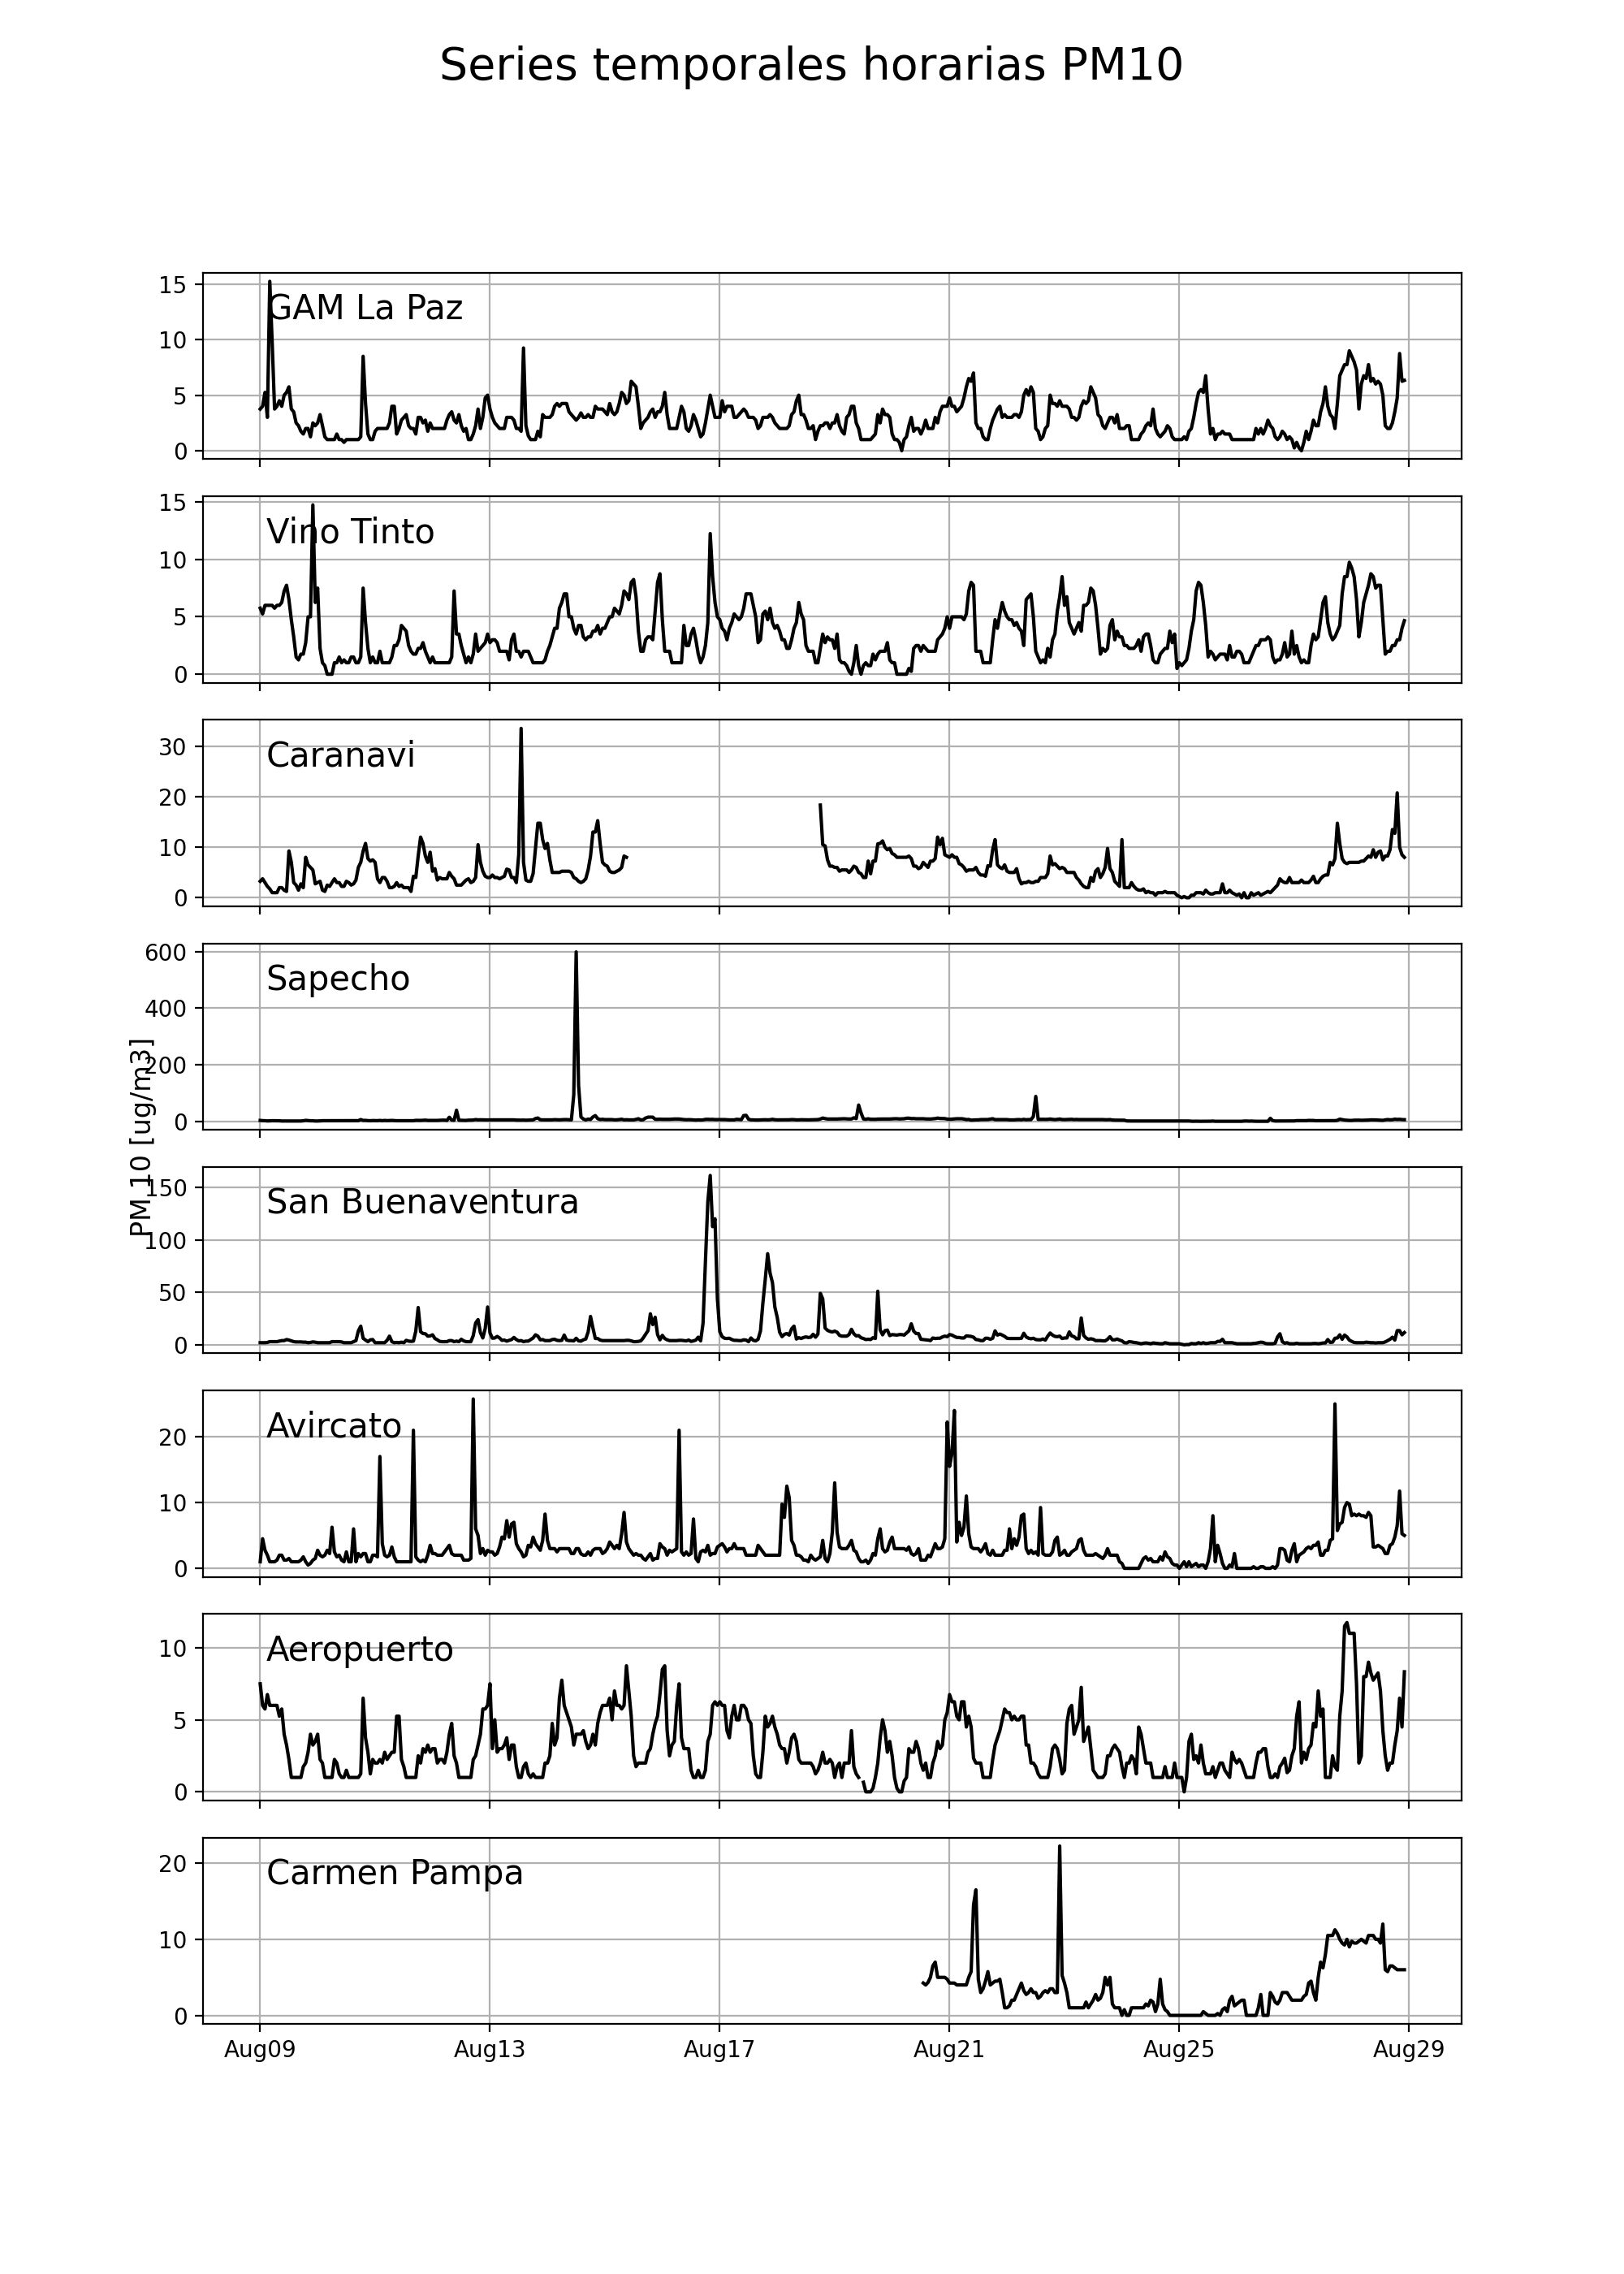 Series temporales horarias PM10
PM 10 [ug/m3]
GAM La Paz
15
10
5
0
Vino Tinto
15
10
5
0
Caranavi
30
20
10
0
Sapecho
600
400
200
0
San Buenaventura
150
100
50
0
Avircato
20
10
0
Aeropuerto
10
5
0
Carmen Pampa
20
10
0
Aug09 Aug13 Aug17 Aug21 Aug25 Aug29